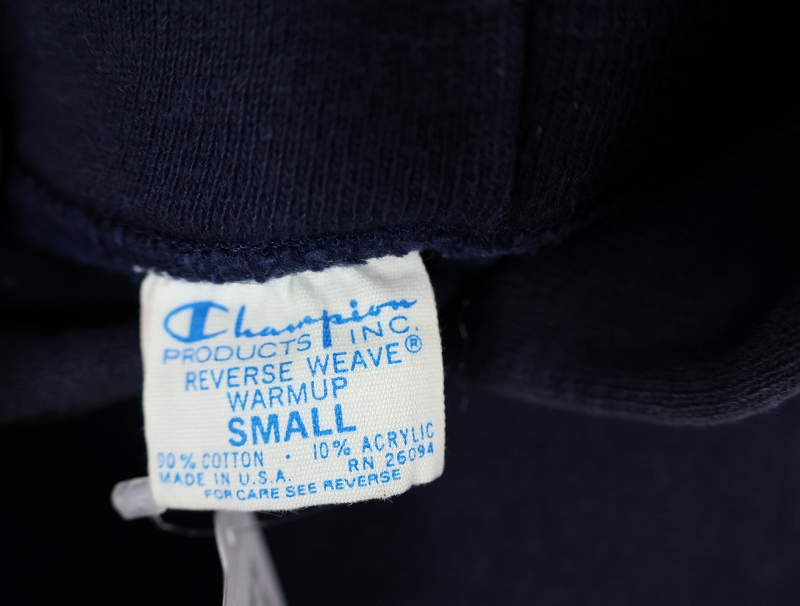 Champion
PRODUCTS INC.
REVERSE WEAVE®
WARMUP
SMALL
90% COTTON · 10% ACRYLIC
MADE IN U.S.A. RN 26094
FOR CARE SEE REVERSE